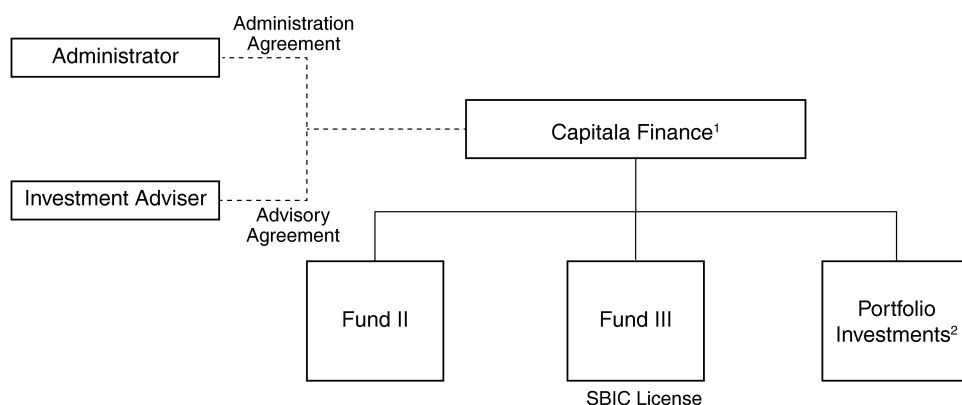 Administration
Agreement
Administrator
Capitala Finance¹
Investment Adviser
Advisory
Agreement
Fund II
Fund III
Portfolio
Investments²
SBIC License